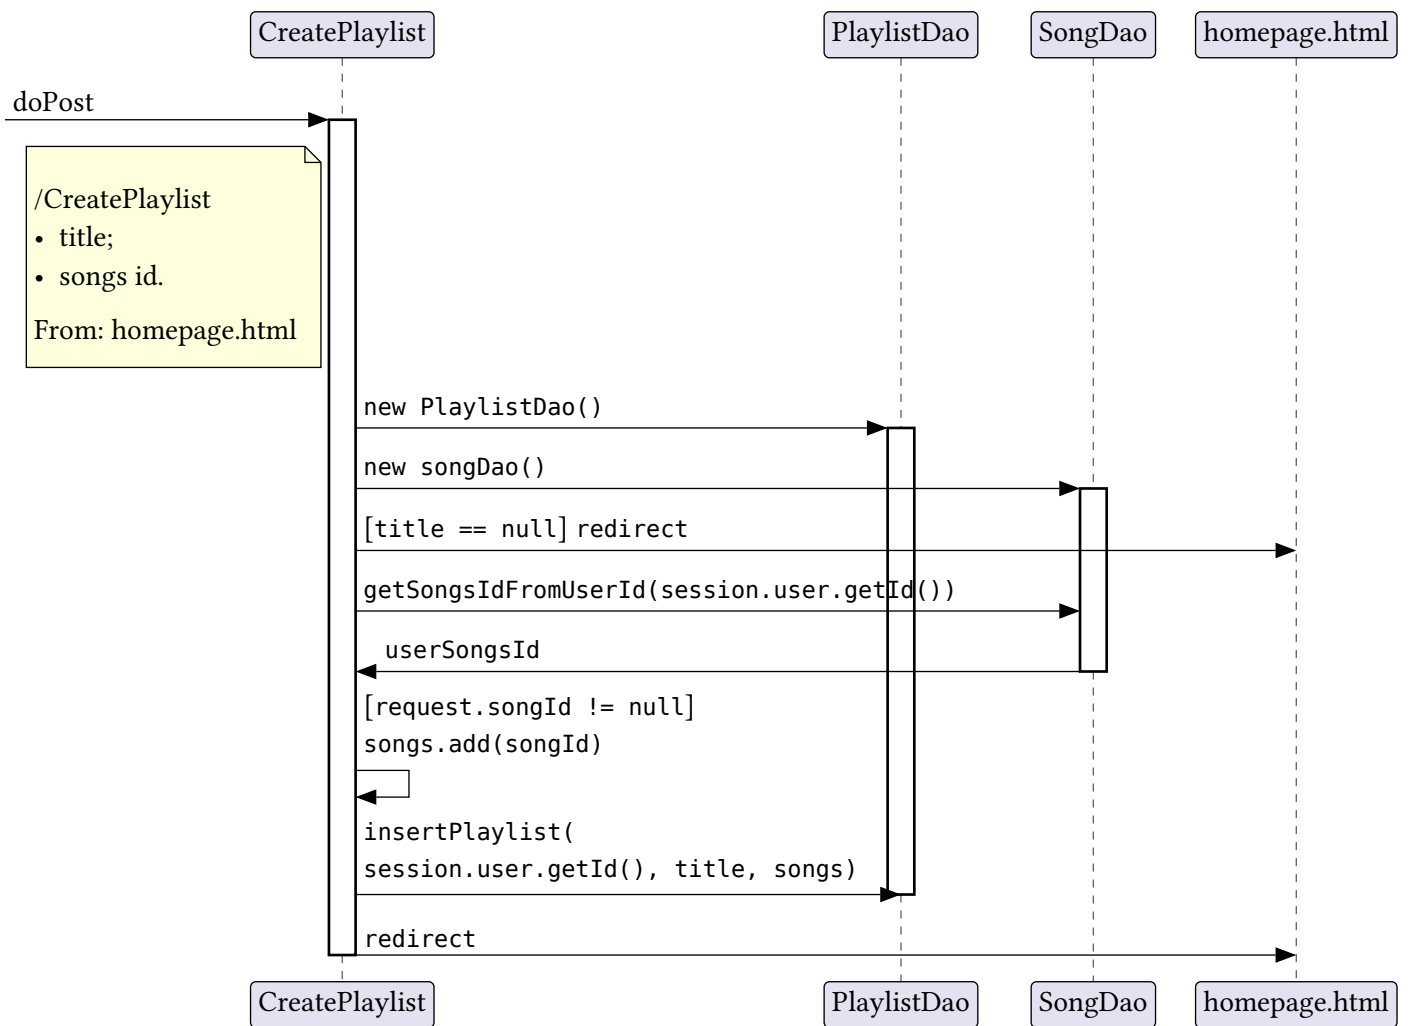 CreatePlaylist PlaylistDao SongDao homepage.html
doPost
/CreatePlaylist
• title;
• songs id.
From: homepage.html
new PlaylistDao()
new songDao()
[title == null] redirect
getSongsIdFromUserId(session.user.getId())
userSongsId
[request.songId != null]
songs.add(songId)
insertPlaylist(
session.user.getId(), title, songs)
redirect
CreatePlaylist PlaylistDao SongDao homepage.html